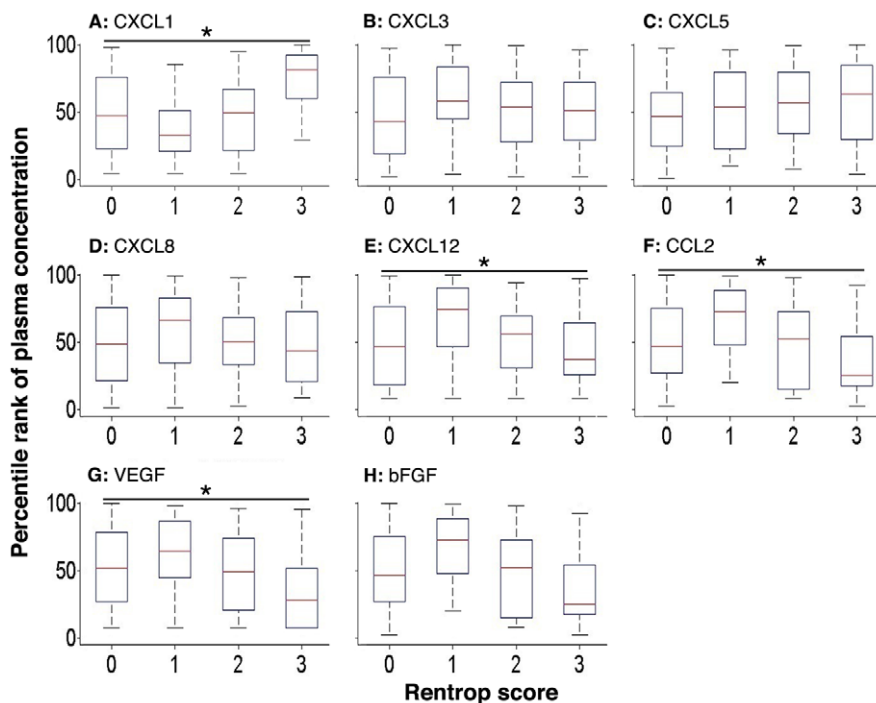 A: CXCL1
*
100
50
0
0 1 2 3
B: CXCL3
0 1 2 3
C: CXCL5
0 1 2 3
D: CXCL8
100
50
0
0 1 2 3
E: CXCL12
*
0 1 2 3
F: CCL2
*
0 1 2 3
G: VEGF
*
100
50
0
0 1 2 3
H: bFGF
0 1 2 3
Percentile rank of plasma concentration
Rentrop score